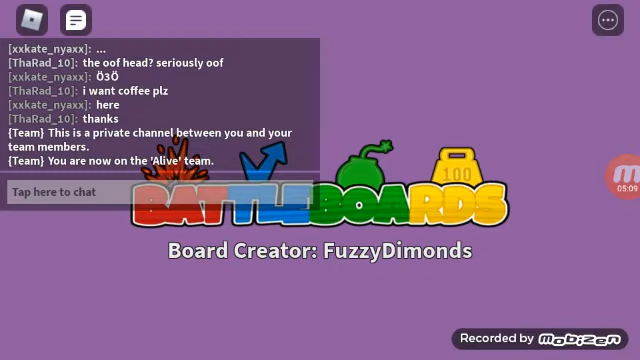 [xxkate_nyaxx]: ...
[ThaRad_10]: the oof head? seriously oof
[xxkate_nyaxx]: Ö3Ö
[ThaRad_10]: i want coffee plz
[xxkate_nyaxx]: here
[ThaRad_10]: thanks
{Team} This is a private channel between you and your
team members.
{Team} You are now on the 'Alive' team.
Tap here to chat
100
BATTLEBOARDS
Board Creator: FuzzyDimonds
05:09
Recorded by MOBIZEN